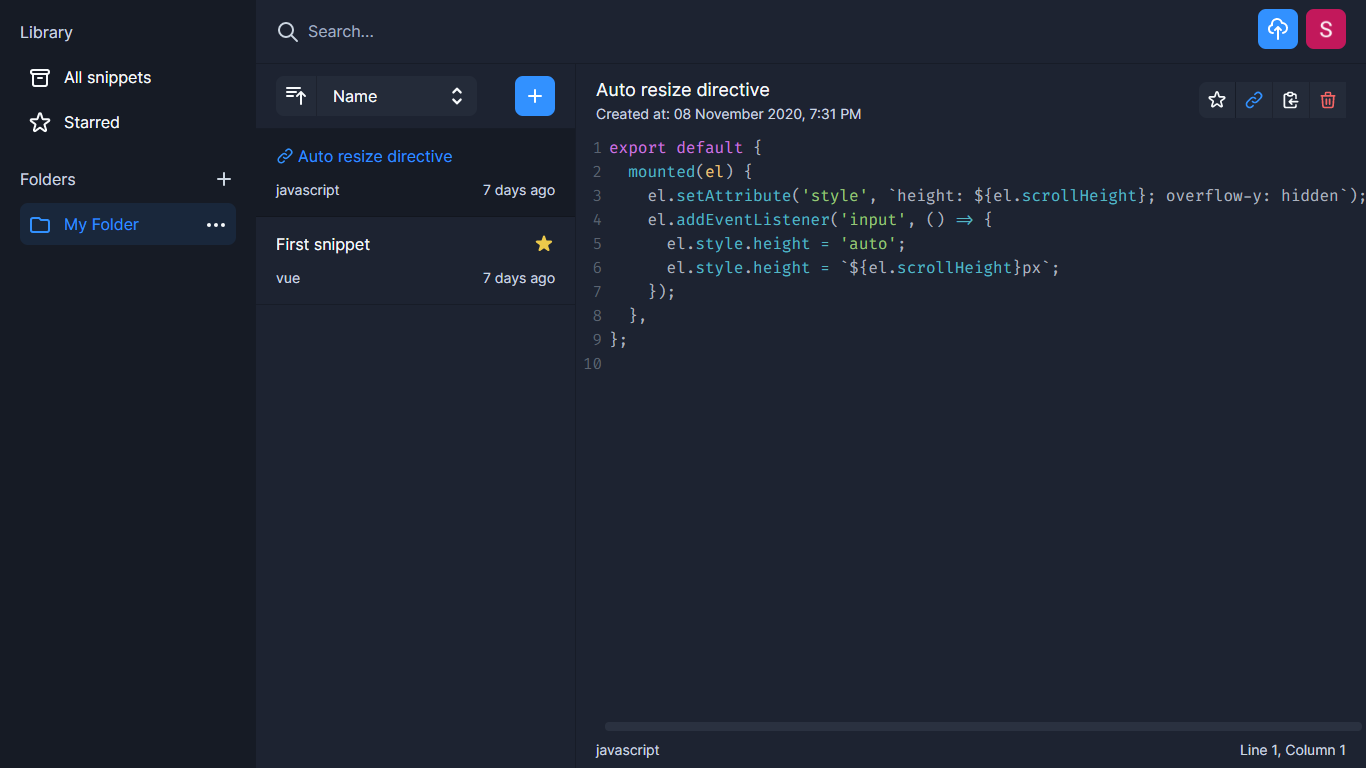 Library
All snippets
Starred
Folders
My Folder
Search...
S
Name
Auto resize directive
javascript
7 days ago
First snippet
vue
7 days ago
Auto resize directive
Created at: 08 November 2020, 7:31 PM
1 export default {
2   mounted(el) {
3     el.setAttribute('style', `height: ${el.scrollHeight}; overflow-y: hidden`);
4     el.addEventListener('input', () => {
5       el.style.height = 'auto';
6       el.style.height = `${el.scrollHeight}px`;
7     });
8   },
9 };
10
javascript
Line 1, Column 1